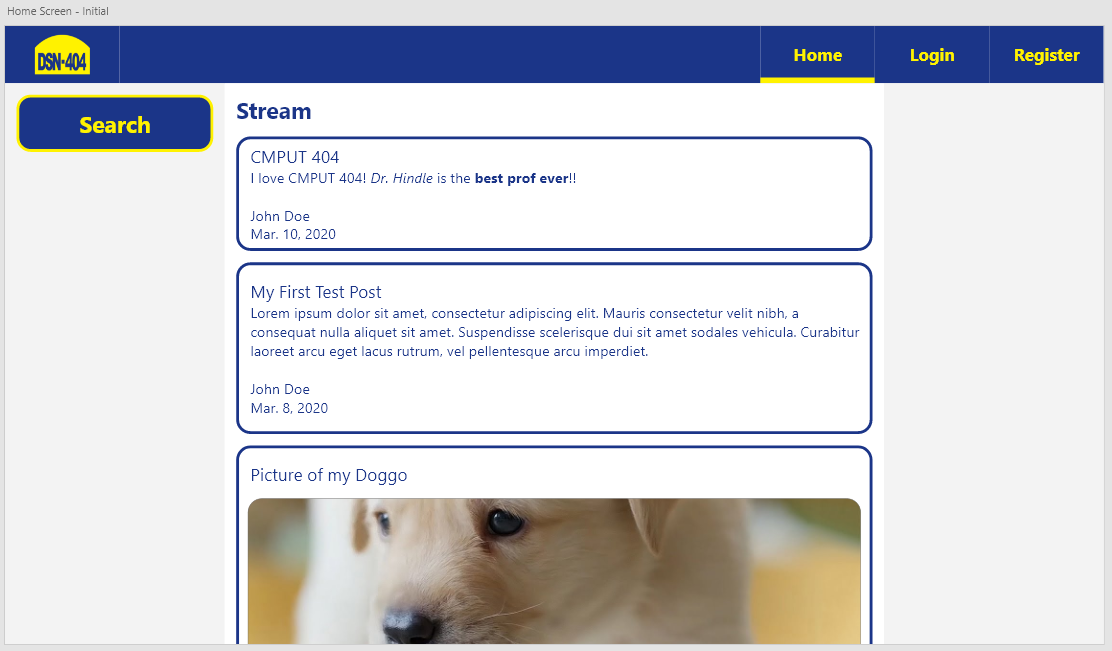 Home Screen - Initial
DSN-404
Home
Login
Register
Search
Stream
CMPUT 404
I love CMPUT 404! Dr. Hindle is the best prof ever!!
John Doe
Mar. 10, 2020
My First Test Post
Lorem ipsum dolor sit amet, consectetur adipiscing elit. Mauris consectetur velit nibh, a
consequat nulla aliquet sit amet. Suspendisse scelerisque dui sit amet sodales vehicula. Curabitur
laoreet arcu eget lacus rutrum, vel pellentesque arcu imperdiet.
John Doe
Mar. 8, 2020
Picture of my Doggo